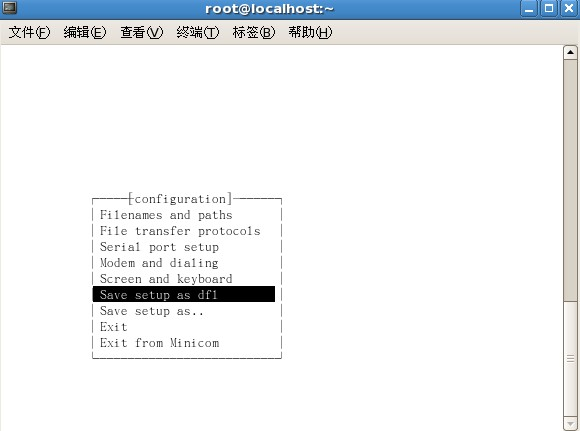 root@localhost:~
文件(F) 编辑(E) 查看(V) 终端(T) 标签(B) 帮助(H)
[configuration]
Filenames and paths
File transfer protocols
Serial port setup
Modem and dialing
Screen and keyboard
Save setup as dfl
Save setup as..
Exit
Exit from Minicom